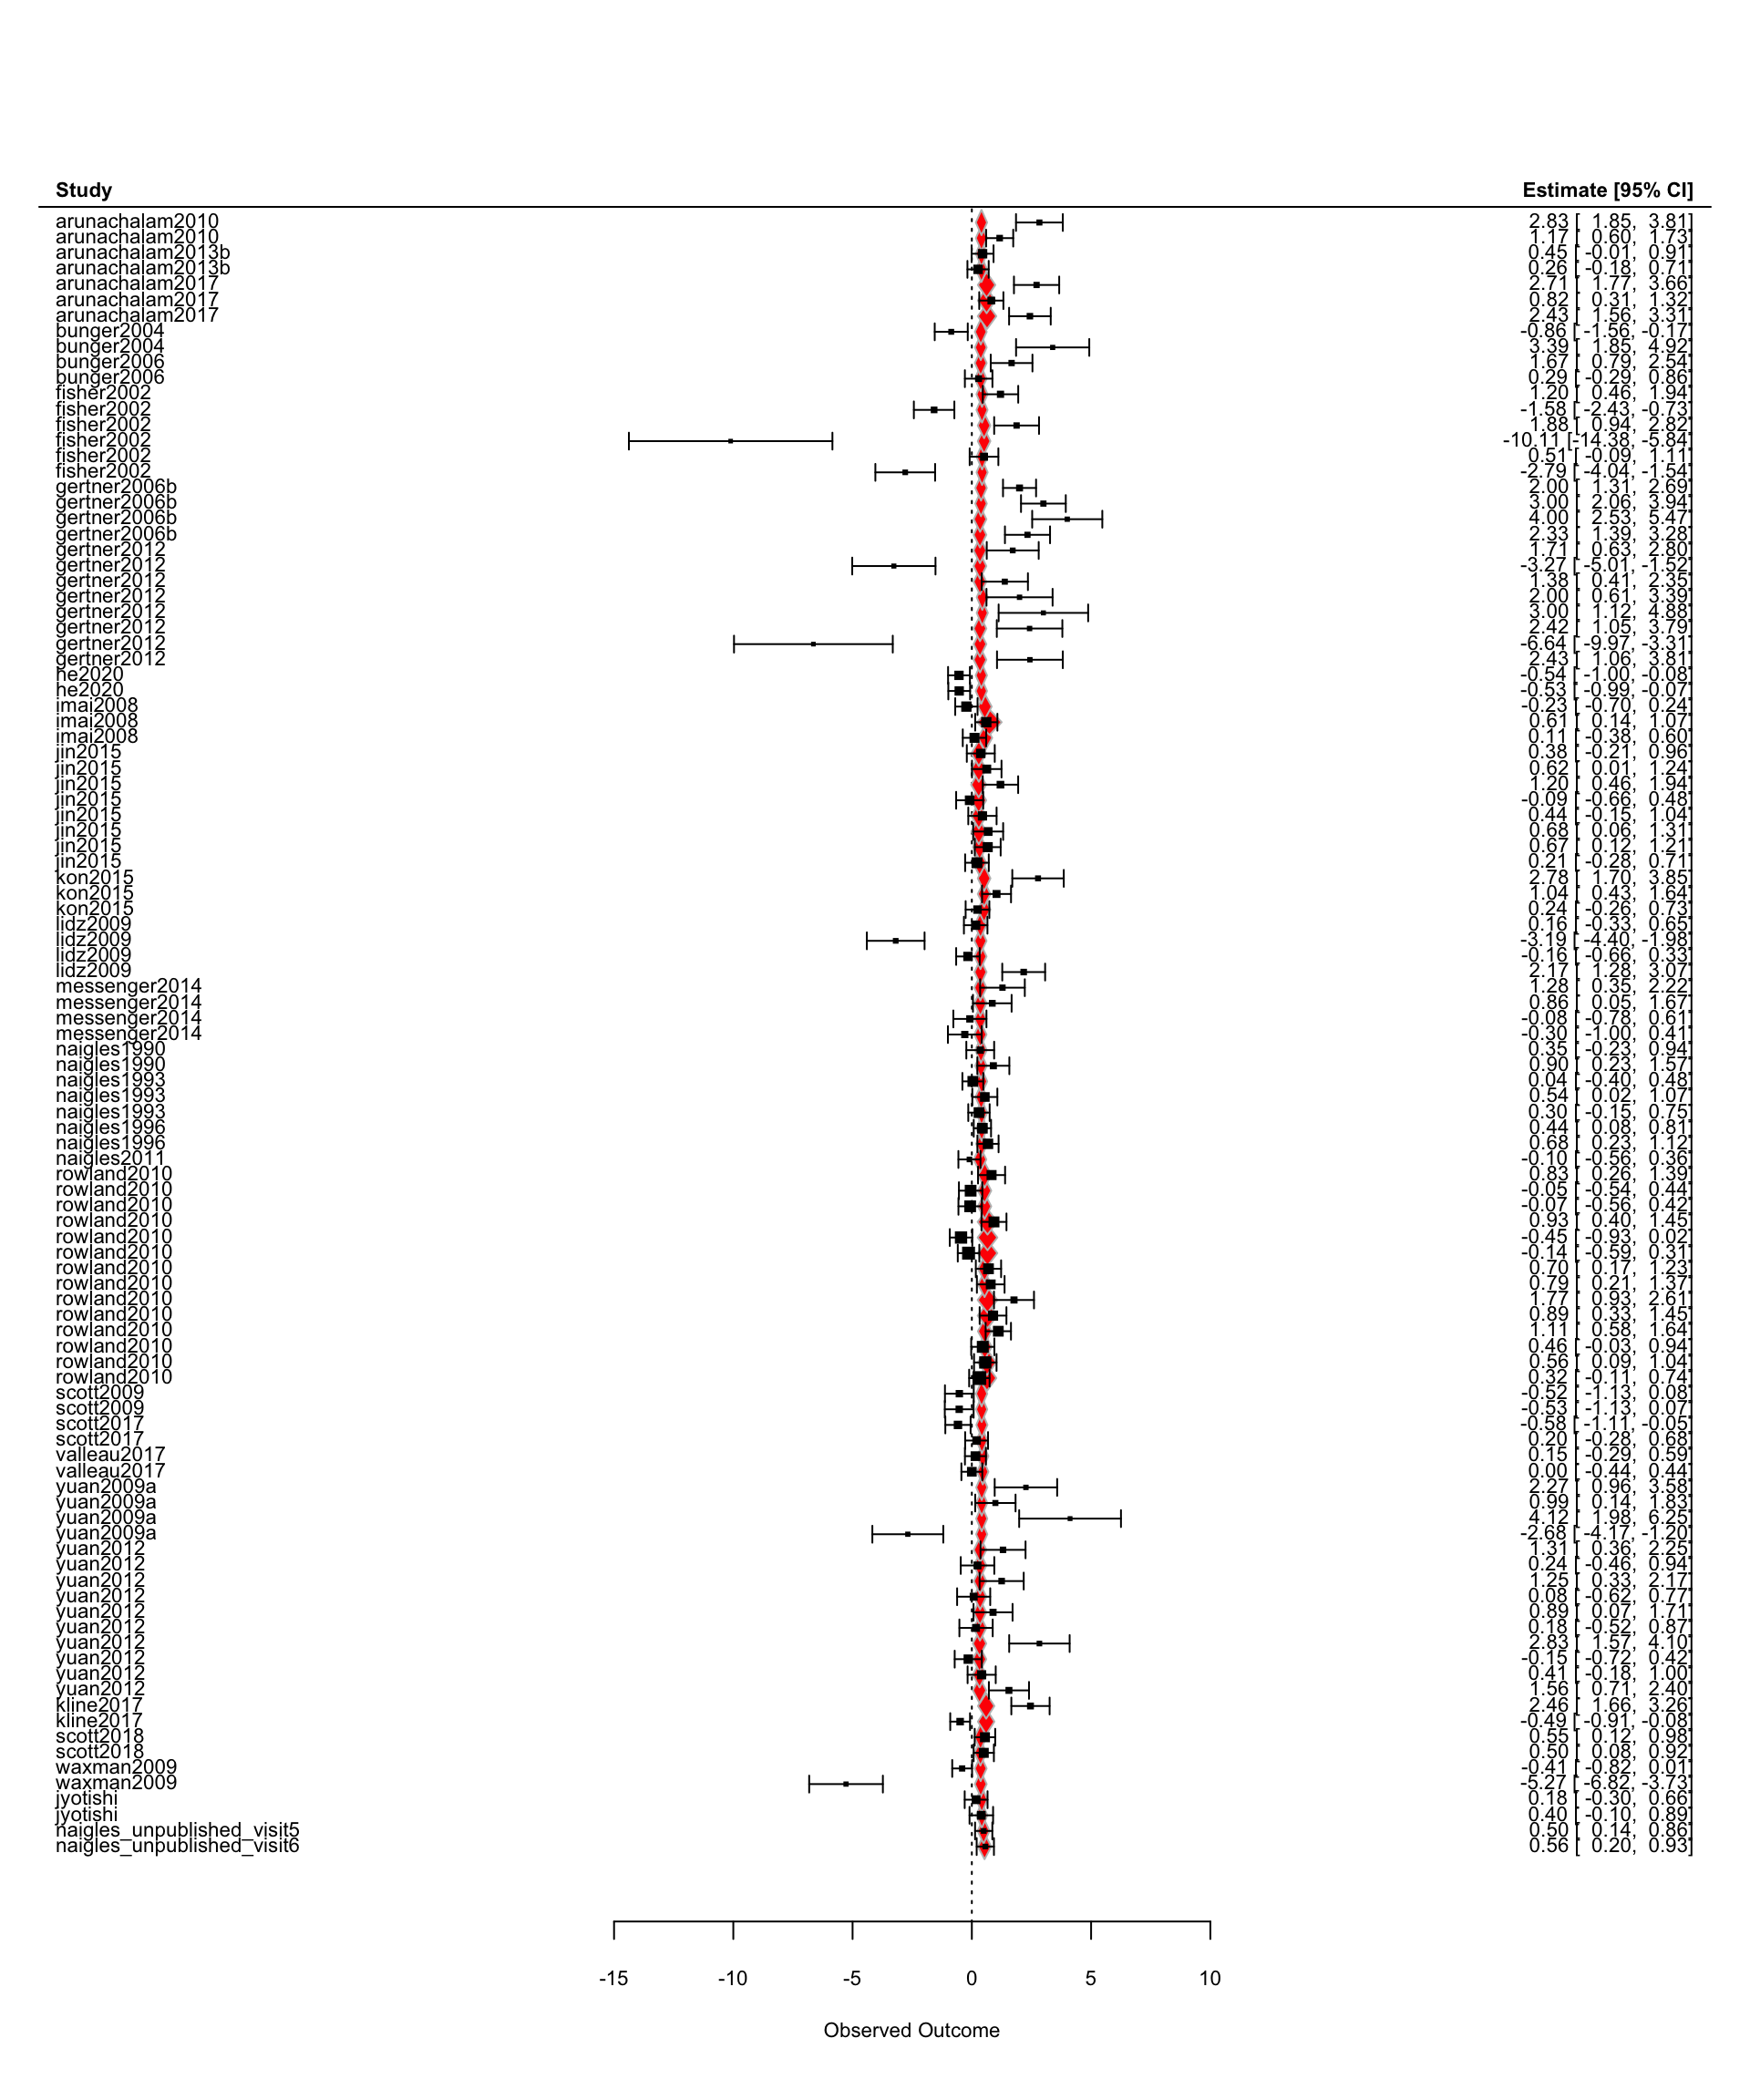 Study Estimate [95% CI]
arunachalam2010 2.83 [ 1.85, 3.81]
arunachalam2010 1.17 [ 0.60, 1.73]
arunachalam2013b 0.45 [ -0.01, 0.91]
arunachalam2013b 0.26 [ -0.18, 0.71]
arunachalam2017 2.71 [ 1.77, 3.66]
arunachalam2017 0.82 [ 0.31, 1.32]
arunachalam2017 2.43 [ 1.56, 3.31]
bunger2004 -0.86 [ -1.56, -0.17]
bunger2004 3.39 [ 1.85, 4.92]
bunger2006 1.67 [ 0.79, 2.54]
bunger2006 0.29 [ -0.29, 0.86]
fisher2002 1.20 [ 0.46, 1.94]
fisher2002 -1.58 [ -2.43, -0.73]
fisher2002 1.88 [ 0.94, 2.82]
fisher2002 -10.11 [-14.38, -5.84]
fisher2002 0.51 [ -0.09, 1.11]
fisher2002 -2.79 [ -4.04, -1.54]
gertner2006b 2.00 [ 1.31, 2.69]
gertner2006b 3.00 [ 2.06, 3.94]
gertner2006b 4.00 [ 2.53, 5.47]
gertner2006b 2.33 [ 1.39, 3.28]
gertner2012 1.71 [ 0.63, 2.80]
gertner2012 -3.27 [ -5.01, -1.52]
gertner2012 1.38 [ 0.41, 2.35]
gertner2012 2.00 [ 0.61, 3.39]
gertner2012 3.00 [ 1.12, 4.88]
gertner2012 2.42 [ 1.05, 3.79]
gertner2012 -6.64 [ -9.97, -3.31]
gertner2012 2.43 [ 1.06, 3.81]
he2020 -0.54 [ -1.00, -0.08]
he2020 -0.53 [ -0.99, -0.07]
imai2008 -0.23 [ -0.70, 0.24]
imai2008 0.61 [ 0.14, 1.07]
imai2008 0.11 [ -0.38, 0.60]
jin2015 0.38 [ -0.21, 0.96]
jin2015 0.62 [ 0.01, 1.24]
jin2015 1.20 [ 0.46, 1.94]
jin2015 -0.09 [ -0.66, 0.48]
jin2015 0.44 [ -0.15, 1.04]
jin2015 0.68 [ 0.06, 1.31]
jin2015 0.67 [ 0.12, 1.21]
jin2015 0.21 [ -0.28, 0.71]
kon2015 2.78 [ 1.70, 3.85]
kon2015 1.04 [ 0.43, 1.64]
kon2015 0.24 [ -0.26, 0.73]
lidz2009 0.16 [ -0.33, 0.65]
lidz2009 -3.19 [ -4.40, -1.98]
lidz2009 -0.16 [ -0.66, 0.33]
lidz2009 2.17 [ 1.28, 3.07]
messenger2014 1.28 [ 0.35, 2.22]
messenger2014 0.86 [ 0.05, 1.67]
messenger2014 -0.08 [ -0.78, 0.61]
messenger2014 -0.30 [ -1.00, 0.41]
naigles1990 0.35 [ -0.23, 0.94]
naigles1990 0.90 [ 0.23, 1.57]
naigles1993 0.04 [ -0.40, 0.48]
naigles1993 0.54 [ 0.02, 1.07]
naigles1993 0.30 [ -0.15, 0.75]
naigles1996 0.44 [ 0.08, 0.81]
naigles1996 0.68 [ 0.23, 1.12]
naigles2011 -0.10 [ -0.56, 0.36]
rowland2010 0.83 [ 0.26, 1.39]
rowland2010 -0.05 [ -0.54, 0.44]
rowland2010 -0.07 [ -0.56, 0.42]
rowland2010 0.93 [ 0.40, 1.45]
rowland2010 -0.45 [ -0.93, 0.02]
rowland2010 -0.14 [ -0.59, 0.31]
rowland2010 0.70 [ 0.17, 1.23]
rowland2010 0.79 [ 0.21, 1.37]
rowland2010 1.77 [ 0.93, 2.61]
rowland2010 0.89 [ 0.33, 1.45]
rowland2010 1.11 [ 0.58, 1.64]
rowland2010 0.46 [ -0.03, 0.94]
rowland2010 0.56 [ 0.09, 1.04]
rowland2010 0.32 [ -0.11, 0.74]
scott2009 -0.52 [ -1.13, 0.08]
scott2009 -0.53 [ -1.13, 0.07]
scott2017 -0.58 [ -1.11, -0.05]
scott2017 0.20 [ -0.28, 0.68]
valleau2017 0.15 [ -0.29, 0.59]
valleau2017 0.00 [ -0.44, 0.44]
yuan2009a 2.27 [ 0.96, 3.58]
yuan2009a 0.99 [ 0.14, 1.83]
yuan2009a 4.12 [ 1.98, 6.25]
yuan2009a -2.68 [ -4.17, -1.20]
yuan2012 1.31 [ 0.36, 2.25]
yuan2012 0.24 [ -0.46, 0.94]
yuan2012 1.25 [ 0.33, 2.17]
yuan2012 0.08 [ -0.62, 0.77]
yuan2012 0.89 [ 0.07, 1.71]
yuan2012 0.18 [ -0.52, 0.87]
yuan2012 2.83 [ 1.57, 4.10]
yuan2012 -0.15 [ -0.72, 0.42]
yuan2012 0.41 [ -0.18, 1.00]
yuan2012 1.56 [ 0.71, 2.40]
kline2017 2.46 [ 1.66, 3.26]
kline2017 -0.49 [ -0.91, -0.08]
scott2018 0.55 [ 0.12, 0.98]
scott2018 0.50 [ 0.08, 0.92]
waxman2009 -0.41 [ -0.82, 0.01]
waxman2009 -5.27 [ -6.82, -3.73]
jyotishi 0.18 [ -0.30, 0.66]
jyotishi 0.40 [ -0.10, 0.89]
naigles_unpublished_visit5 0.50 [ 0.14, 0.86]
naigles_unpublished_visit6 0.56 [ 0.20, 0.93]
-15 -10 -5 0 5 10
Observed Outcome